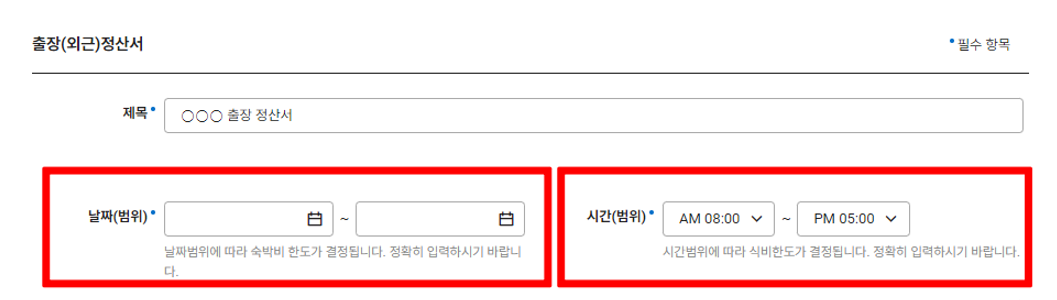 출장(외근)정산서
• 필수 항목
제목 •
○○○ 출장 정산서
날짜(범위) •
~
날짜범위에 따라 숙박비 한도가 결정됩니다. 정확히 입력하시기 바랍니
다.
시간(범위) •
AM 08:00 ~ PM 05:00
시간범위에 따라 식비한도가 결정됩니다. 정확히 입력하시기 바랍니다.